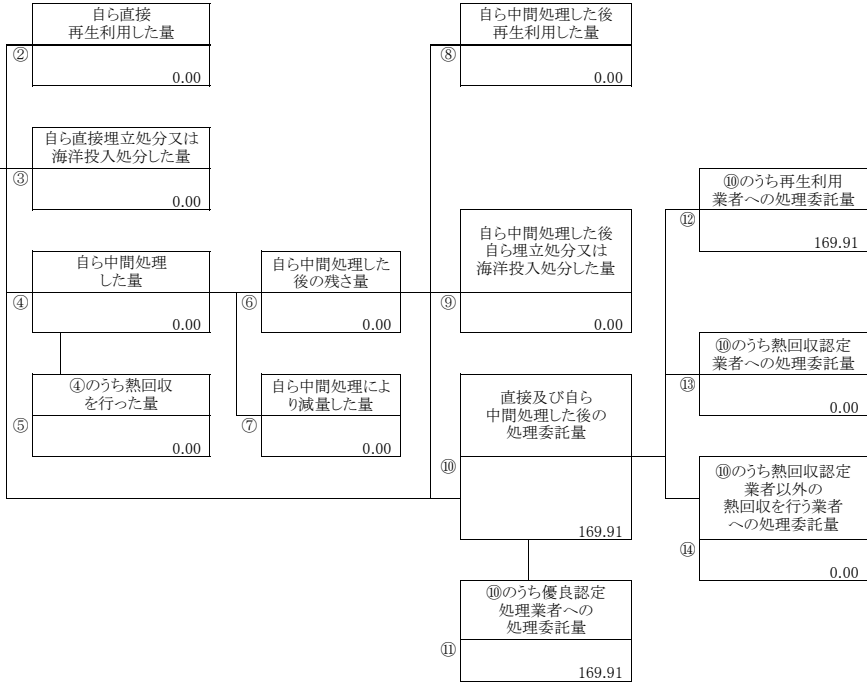 自ら直接
再生利用した量
②
0.00
自ら中間処理した後
再生利用した量
⑧
0.00
自ら直接埋立処分又は
海洋投入処分した量
③
0.00
⑩のうち再生利用
業者への処理委託量
⑫
169.91
自ら中間処理
した量
④
0.00
自ら中間処理した
後の残さ量
⑥
0.00
自ら中間処理した後
自ら埋立処分又は
海洋投入処分した量
⑨
0.00
⑩のうち熱回収認定
業者への処理委託量
⑬
0.00
④のうち熱回収
を行った量
⑤
0.00
自ら中間処理によ
り減量した量
⑦
0.00
直接及び自ら
中間処理した後の
処理委託量
⑩
169.91
⑩のうち熱回収認定
業者以外の
熱回収を行う業者
への処理委託量
⑭
0.00
⑩のうち優良認定
処理業者への
処理委託量
⑪
169.91